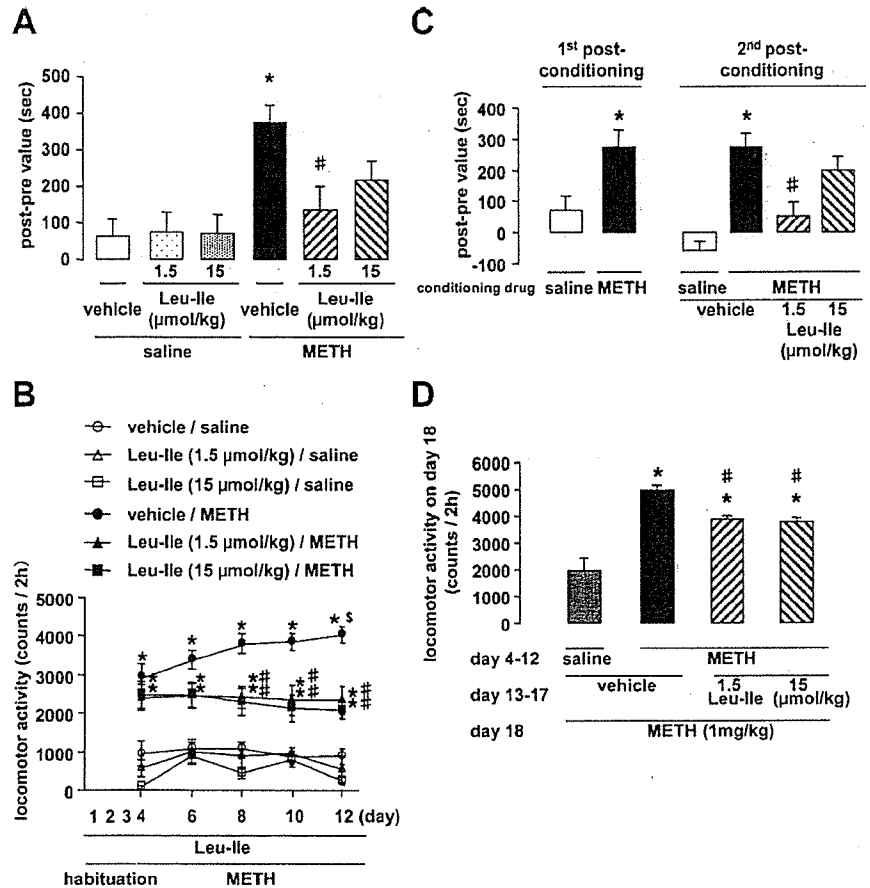 A
post-pre value (sec)
500
400
300
200
100
0
*
#
1.5 15 1.5 15
vehicle Leu-Ile (µmol/kg) vehicle Leu-Ile (µmol/kg)
saline METH
C
1st post-conditioning
2nd post-conditioning
post-pre value (sec)
400
300
200
100
0
-100
*
*
#
conditioning drug saline METH saline METH
vehicle 1.5 15
Leu-Ile
(µmol/kg)
B
vehicle / saline
Leu-Ile (1.5 µmol/kg) / saline
Leu-Ile (15 µmol/kg) / saline
vehicle / METH
Leu-Ile (1.5 µmol/kg) / METH
Leu-Ile (15 µmol/kg) / METH
locomotor activity (counts / 2h)
5000
4000
3000
2000
1000
0
* * * * * $
* * * # * # * #
* * * # * # * #
1 2 3 4 6 8 10 12 (day)
Leu-Ile
habituation METH
D
locomotor activity on day 18
(counts / 2h)
6000
5000
4000
3000
2000
1000
0
# #
* * *
day 4-12 saline METH
day 13-17 vehicle 1.5 15
Leu-Ile (µmol/kg)
day 18 METH (1mg/kg)